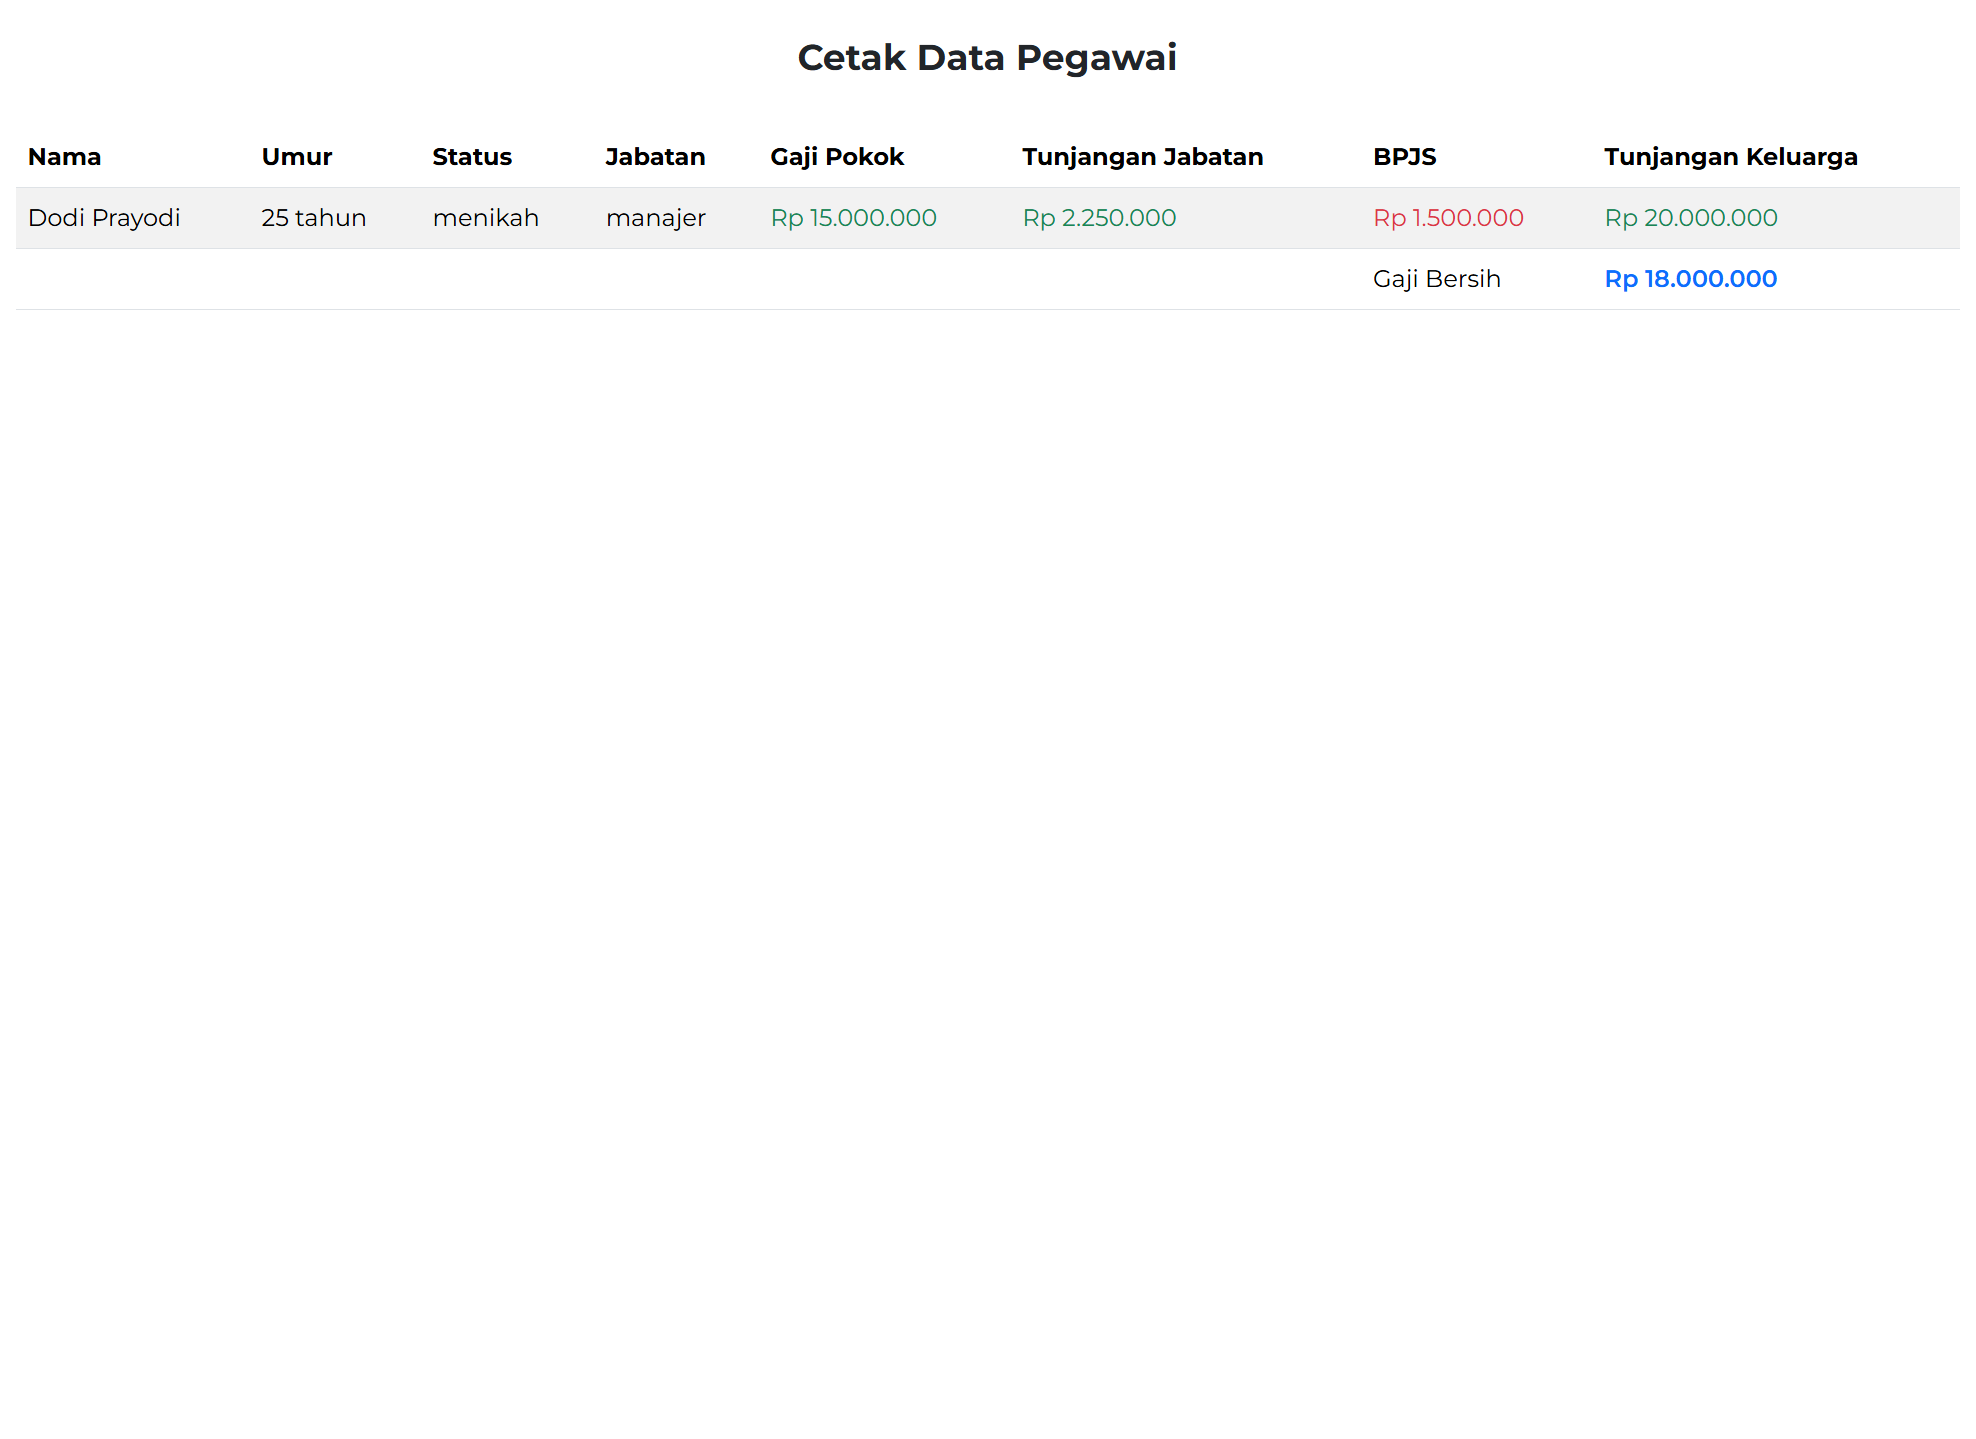 Cetak Data Pegawai
Nama Umur Status Jabatan Gaji Pokok Tunjangan Jabatan BPJS Tunjangan Keluarga
Dodi Prayodi 25 tahun menikah manajer Rp 15.000.000 Rp 2.250.000 Rp 1.500.000 Rp 20.000.000
Gaji Bersih Rp 18.000.000